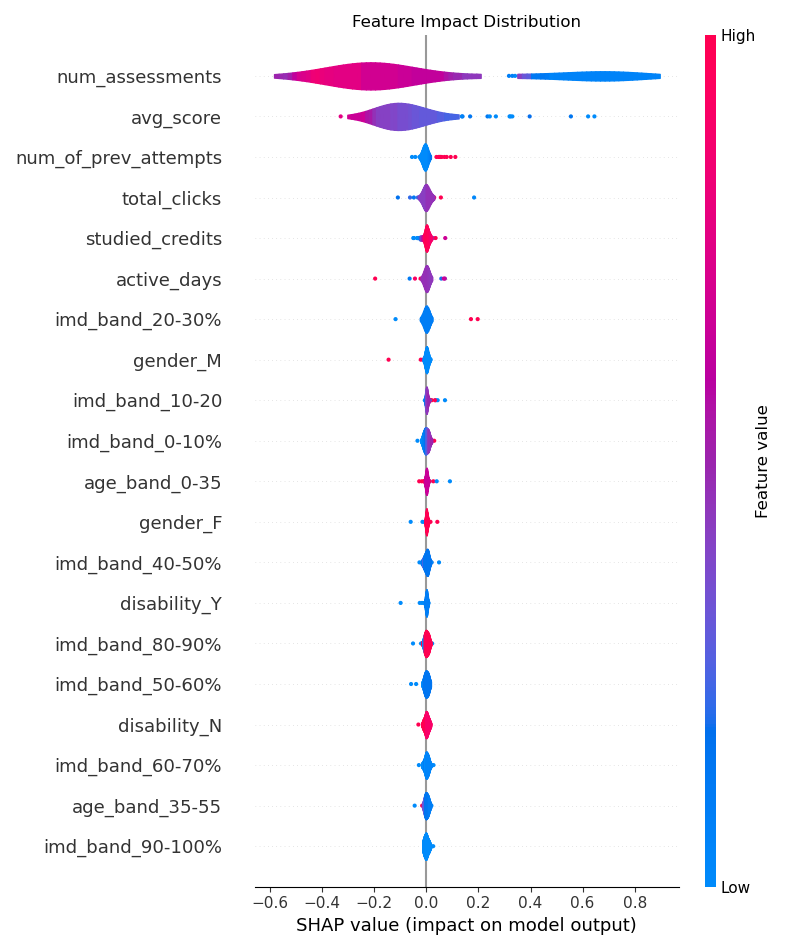 Feature Impact Distribution
High
num_assessments
avg_score
num_of_prev_attempts
total_clicks
studied_credits
active_days
imd_band_20-30%
gender_M
imd_band_10-20
imd_band_0-10%
age_band_0-35
gender_F
imd_band_40-50%
disability_Y
imd_band_80-90%
imd_band_50-60%
disability_N
imd_band_60-70%
age_band_35-55
imd_band_90-100%
Feature value
Low
−0.6 −0.4 −0.2 0.0 0.2 0.4 0.6 0.8
SHAP value (impact on model output)